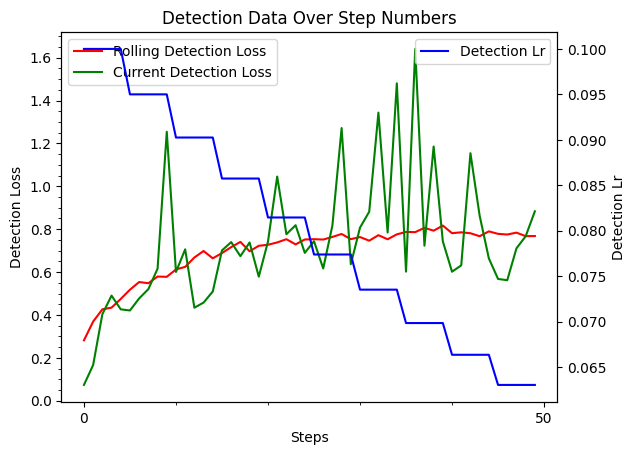 Detection Data Over Step Numbers
Rolling Detection Loss
Current Detection Loss
Detection Lr
1.6
1.4
1.2
1.0
0.8
0.6
0.4
0.2
0.0
Detection Loss
0.100
0.095
0.090
0.085
0.080
0.075
0.070
0.065
Detection Lr
0
50
Steps